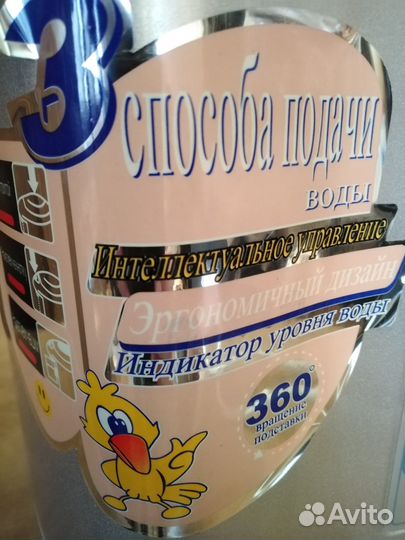 3 способа подачи
воды
Интеллектуальное управление
Эргономичный дизайн
Индикатор уровня воды
360°
вращение
подставки
Avito